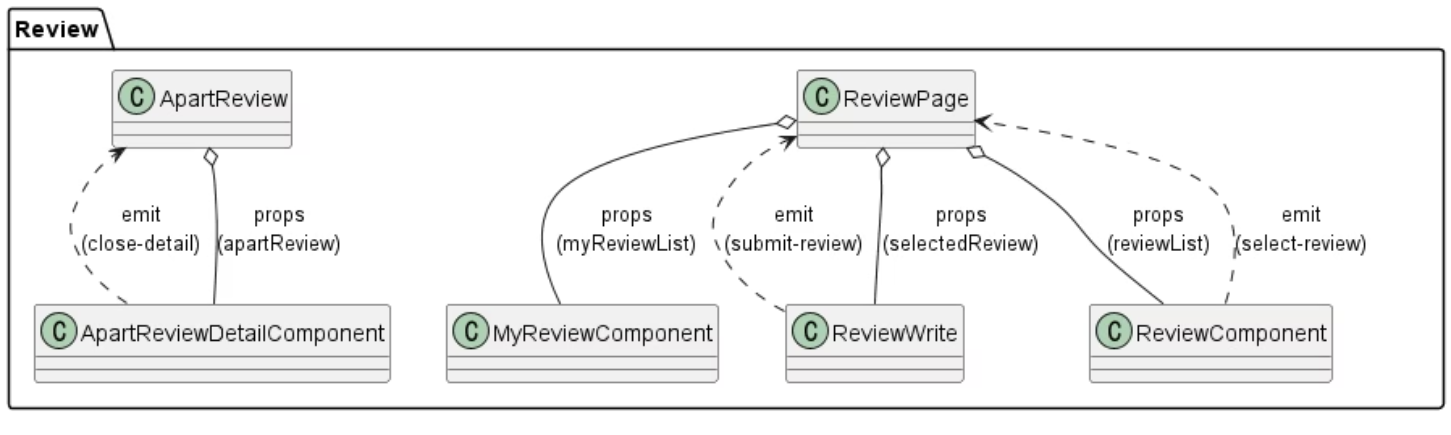 Review
C ApartReview
C ReviewPage
emit
(close-detail)
props
(apartReview)
props
(myReviewList)
emit
(submit-review)
props
(selectedReview)
props
(reviewList)
emit
(select-review)
C ApartReviewDetailComponent
C MyReviewComponent
C ReviewWrite
C ReviewComponent